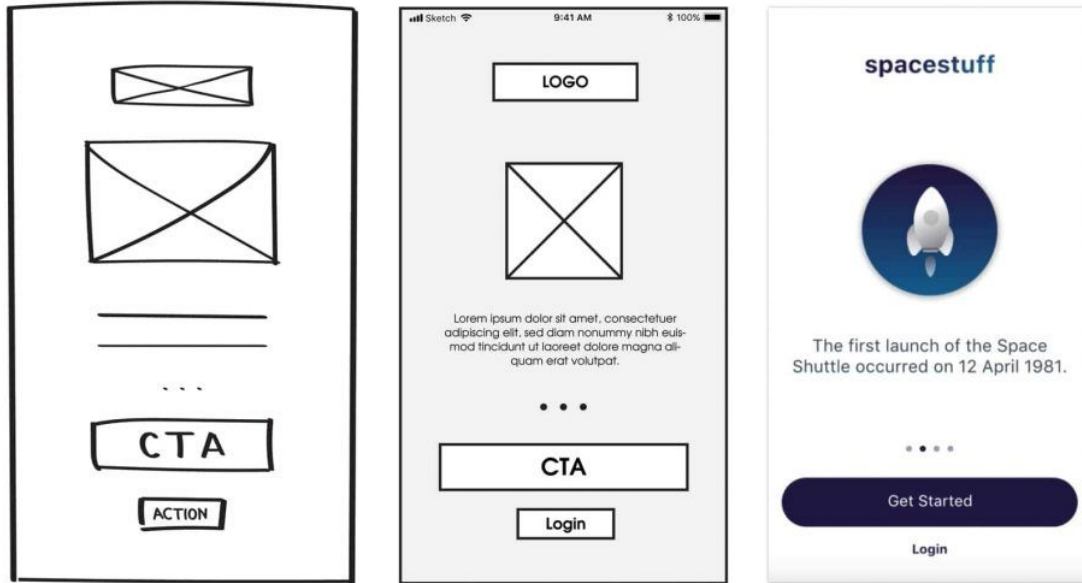 CTA
ACTION
Sketch 9:41 AM 100%
LOGO
Lorem ipsum dolor sit amet, consectetuer
adipiscing elit, sed diam nonummy nibh euis-
mod tincidunt ut laoreet dolore magna ali-
quam erat volutpat.
CTA
Login
spacestuff
The first launch of the Space
Shuttle occurred on 12 April 1981.
Get Started
Login